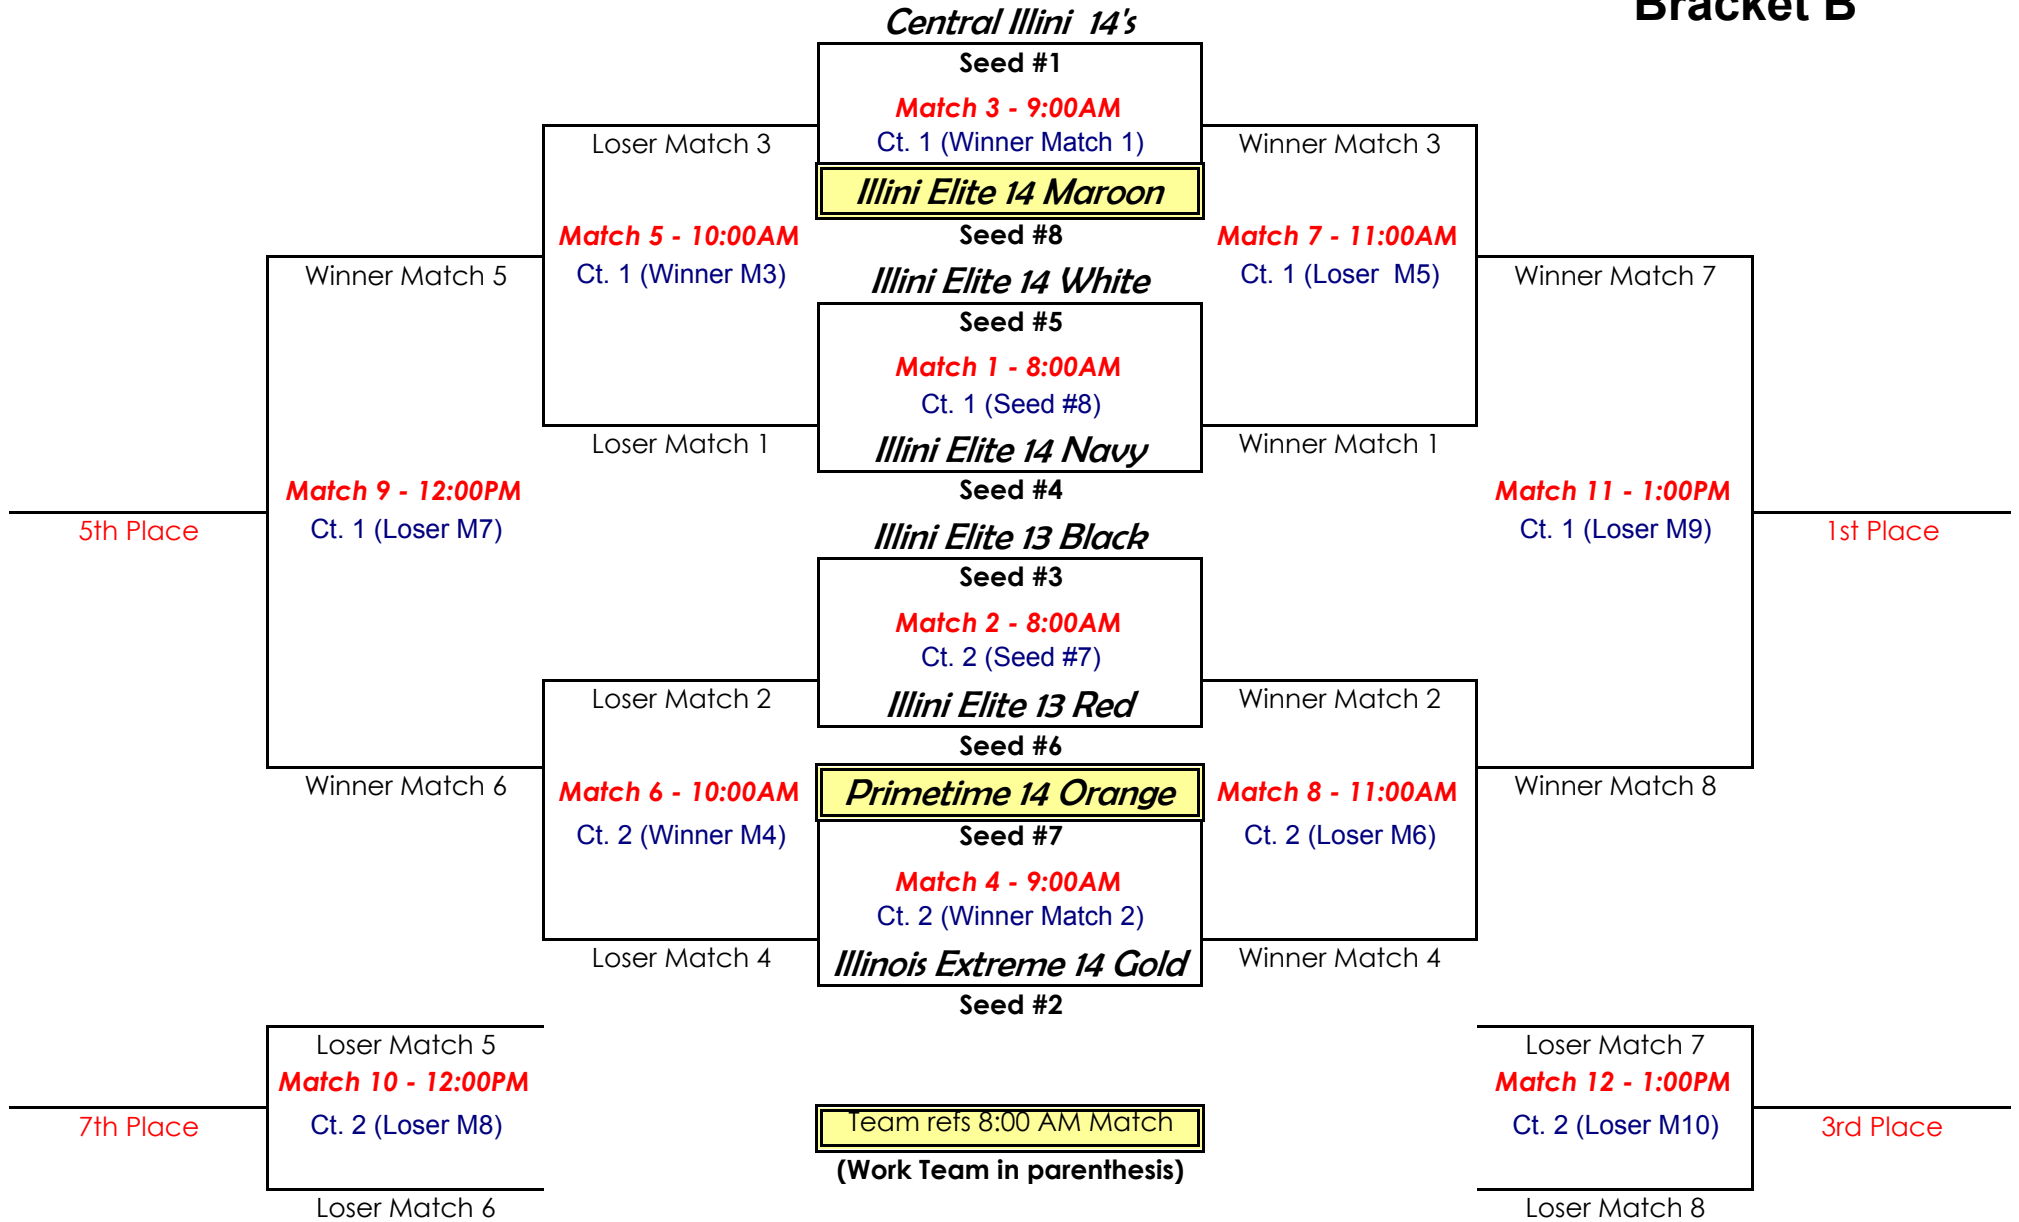 Bracket B
Central Illini 14's
Seed #1
Match 3 - 9:00AM
Loser Match 3
Ct. 1 (Winner Match 1)
Winner Match 3
Illini Elite 14 Maroon
Match 5 - 10:00AM
Seed #8
Match 7 - 11:00AM
Winner Match 5
Ct. 1 (Winner M3)
Illini Elite 14 White
Ct. 1 (Loser M5)
Winner Match 7
Seed #5
Match 1 - 8:00AM
Ct. 1 (Seed #8)
Loser Match 1
Illini Elite 14 Navy
Winner Match 1
Match 9 - 12:00PM
Seed #4
Match 11 - 1:00PM
5th Place
Ct. 1 (Loser M7)
Illini Elite 13 Black
Ct. 1 (Loser M9)
1st Place
Seed #3
Match 2 - 8:00AM
Ct. 2 (Seed #7)
Loser Match 2
Illini Elite 13 Red
Winner Match 2
Seed #6
Winner Match 6
Match 6 - 10:00AM
Primetime 14 Orange
Match 8 - 11:00AM
Winner Match 8
Ct. 2 (Winner M4)
Seed #7
Ct. 2 (Loser M6)
Match 4 - 9:00AM
Ct. 2 (Winner Match 2)
Loser Match 4
Illinois Extreme 14 Gold
Winner Match 4
Seed #2
Loser Match 5
Loser Match 7
Match 10 - 12:00PM
Match 12 - 1:00PM
7th Place
Ct. 2 (Loser M8)
Team refs 8:00 AM Match
Ct. 2 (Loser M10)
3rd Place
(Work Team in parenthesis)
Loser Match 6
Loser Match 8